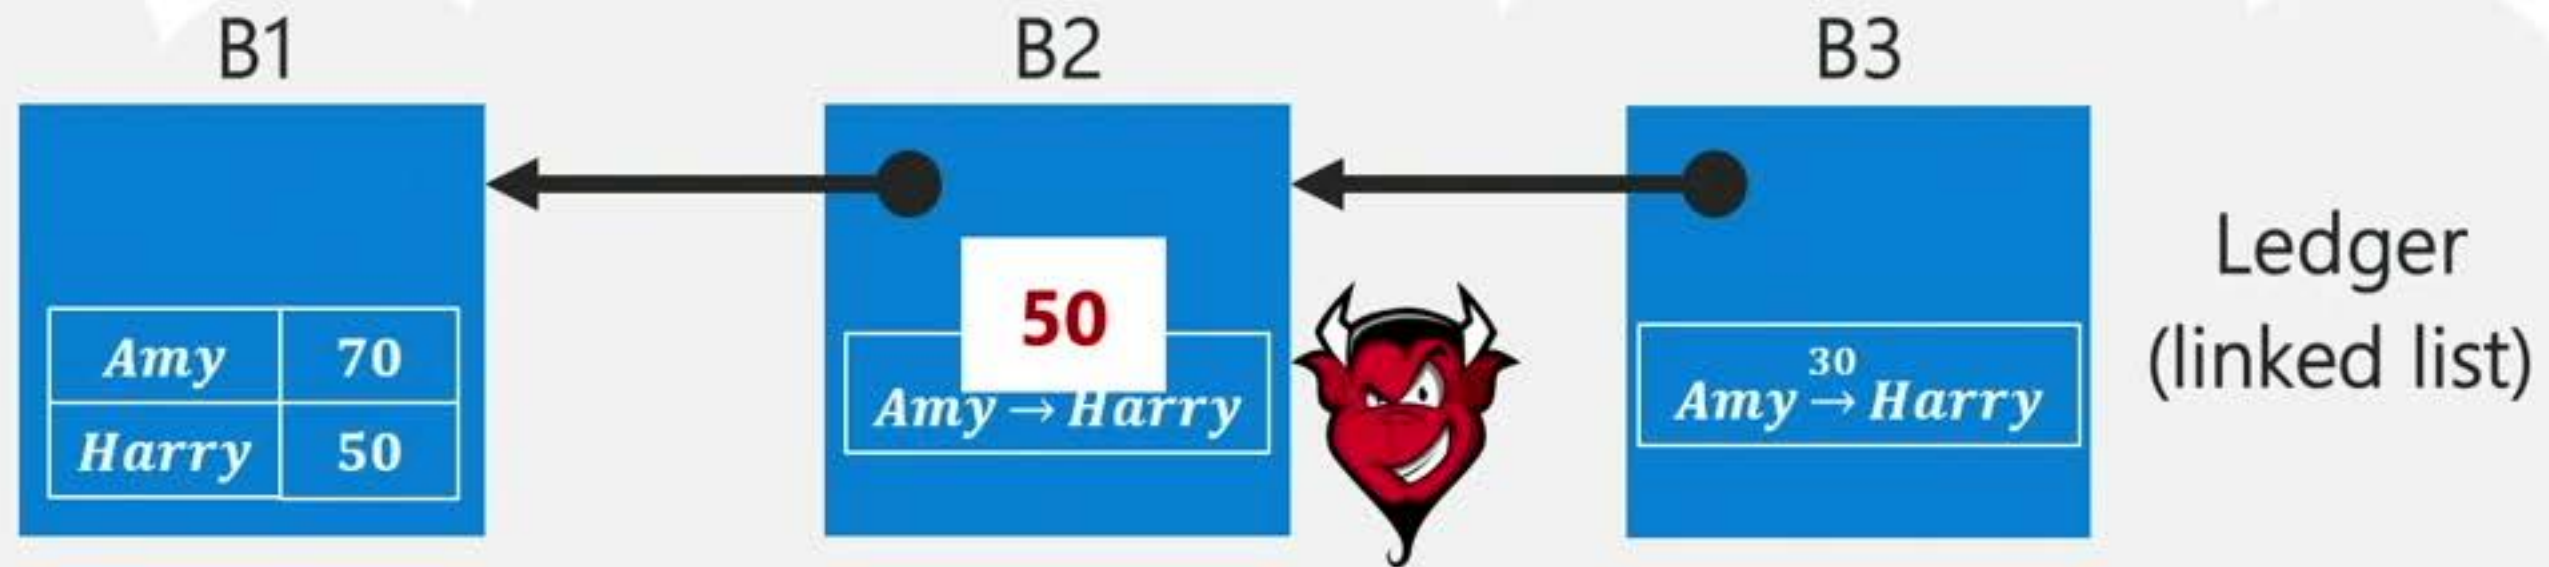 B1
B2
B3
Amy 70
Harry 50
50
Amy → Harry
30
Amy → Harry
Ledger
(linked list)